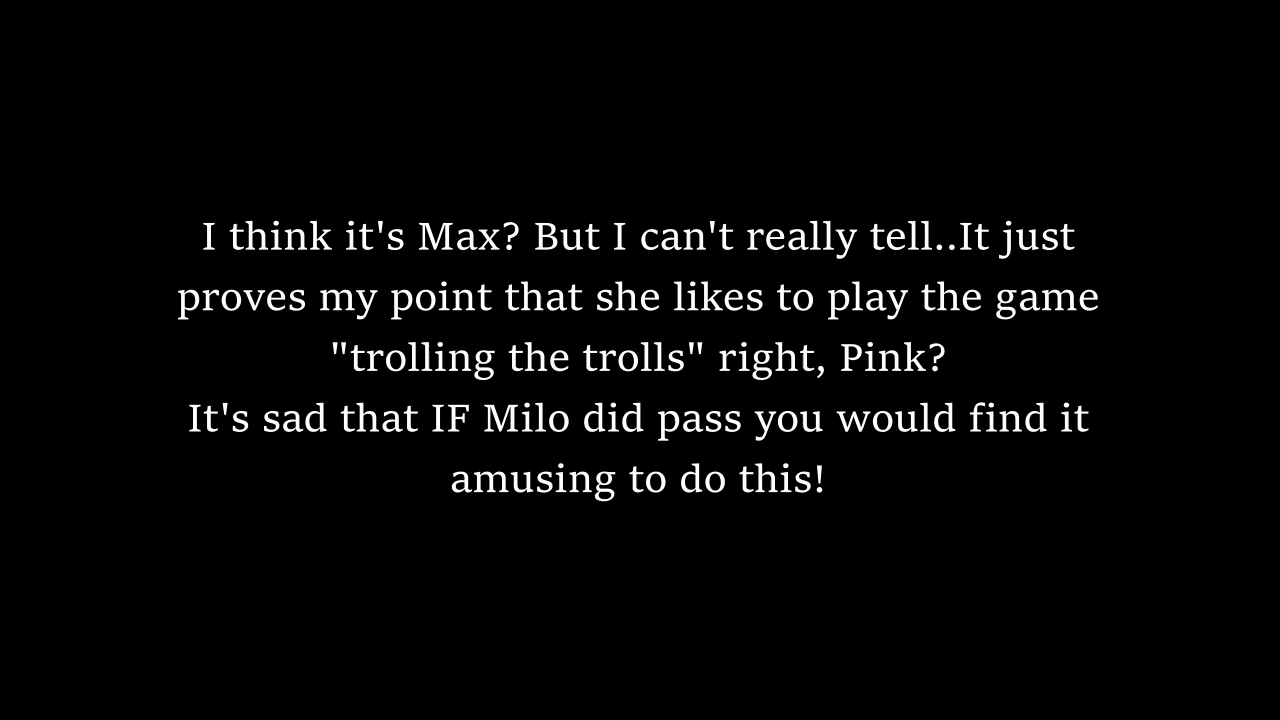 I think it's Max? But I can't really tell..It just
proves my point that she likes to play the game
"trolling the trolls" right, Pink?
It's sad that IF Milo did pass you would find it
amusing to do this!